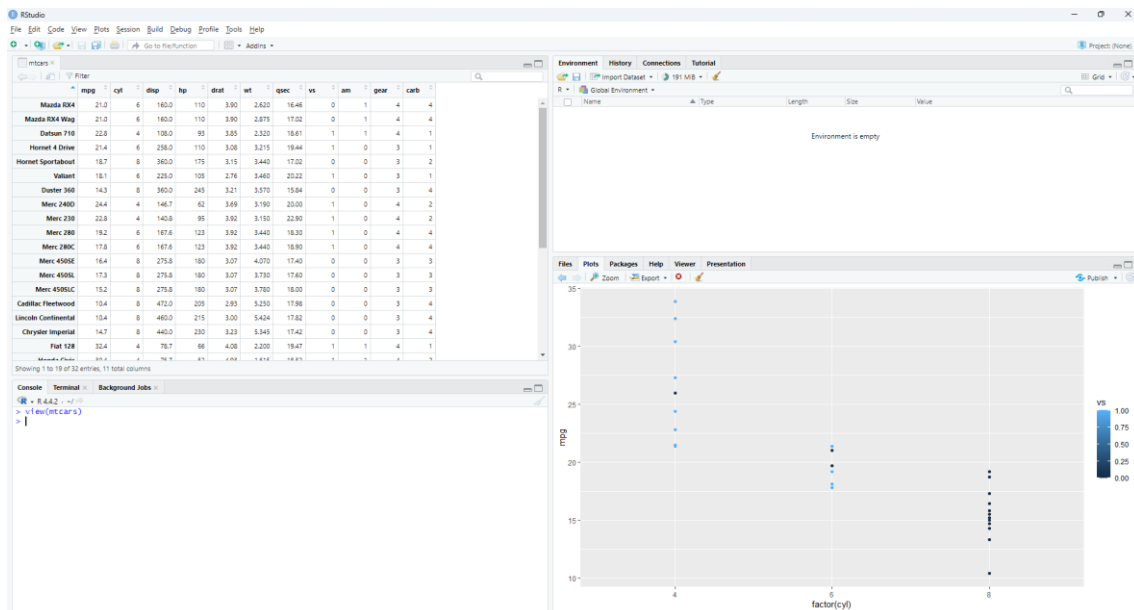 RStudio
File Edit Code View Plots Session Build Debug Profile Tools Help
Go to file/function Addins Project: (None)
mtcars
Filter
mpg cyl disp hp drat wt qsec vs am gear carb
Mazda RX4 21.0 6 160.0 110 3.90 2.620 16.46 0 1 4 4
Mazda RX4 Wag 21.0 6 160.0 110 3.90 2.875 17.02 0 1 4 4
Datsun 710 22.8 4 108.0 93 3.85 2.320 18.61 1 1 4 1
Hornet 4 Drive 21.4 6 258.0 110 3.08 3.215 19.44 1 0 3 1
Hornet Sportabout 18.7 8 360.0 175 3.15 3.440 17.02 0 0 3 2
Valiant 18.1 6 225.0 105 2.76 3.460 20.22 1 0 3 1
Duster 360 14.3 8 360.0 245 3.21 3.570 15.84 0 0 3 4
Merc 240D 24.4 4 146.7 62 3.69 3.190 20.00 1 0 4 2
Merc 230 22.8 4 140.8 95 3.92 3.150 22.90 1 0 4 2
Merc 280 19.2 6 167.6 123 3.92 3.440 18.30 1 0 4 4
Merc 280C 17.8 6 167.6 123 3.92 3.440 18.90 1 0 4 4
Merc 450SE 16.4 8 275.8 180 3.07 4.070 17.40 0 0 3 3
Merc 450SL 17.3 8 275.8 180 3.07 3.730 17.60 0 0 3 3
Merc 450SLC 15.2 8 275.8 180 3.07 3.780 18.00 0 0 3 3
Cadillac Fleetwood 10.4 8 472.0 205 2.93 5.250 17.98 0 0 3 4
Lincoln Continental 10.4 8 460.0 215 3.00 5.424 17.82 0 0 3 4
Chrysler Imperial 14.7 8 440.0 230 3.23 5.345 17.42 0 0 3 4
Fiat 128 32.4 4 78.7 66 4.08 2.200 19.47 1 1 4 1
Showing 1 to 19 of 32 entries, 11 total columns
Console Terminal Background Jobs
R 4.4.2 · ~/
> view(mtcars)
>
Environment History Connections Tutorial
Import Dataset 191 MiB Grid
R Global Environment
Name Type Length Size Value
Environment is empty
Files Plots Packages Help Viewer Presentation
Zoom Export Publish
35
30
25
20
15
10
mpg
4 6 8
factor(cyl)
vs
1.00
0.75
0.50
0.25
0.00